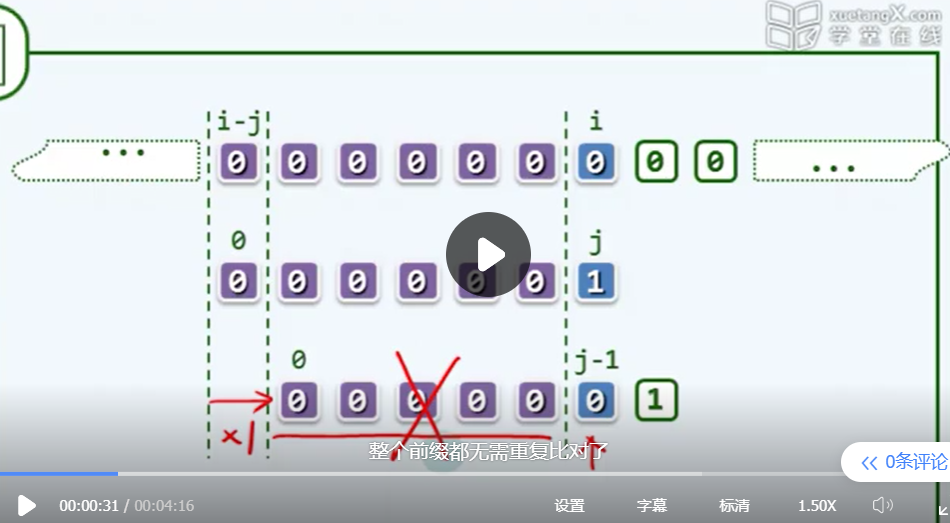 xuetangX.com
学堂在线
i-j i
... 0 0 0 0 0 0 0 0 0 ...
0 j
0 0 0 0 0 0 1
0 j-1
0 0 0 0 0 0 1
×1
整个前缀都无需重复比对了
0条评论
00:00:31 / 00:04:16 设置 字幕 标清 1.50X